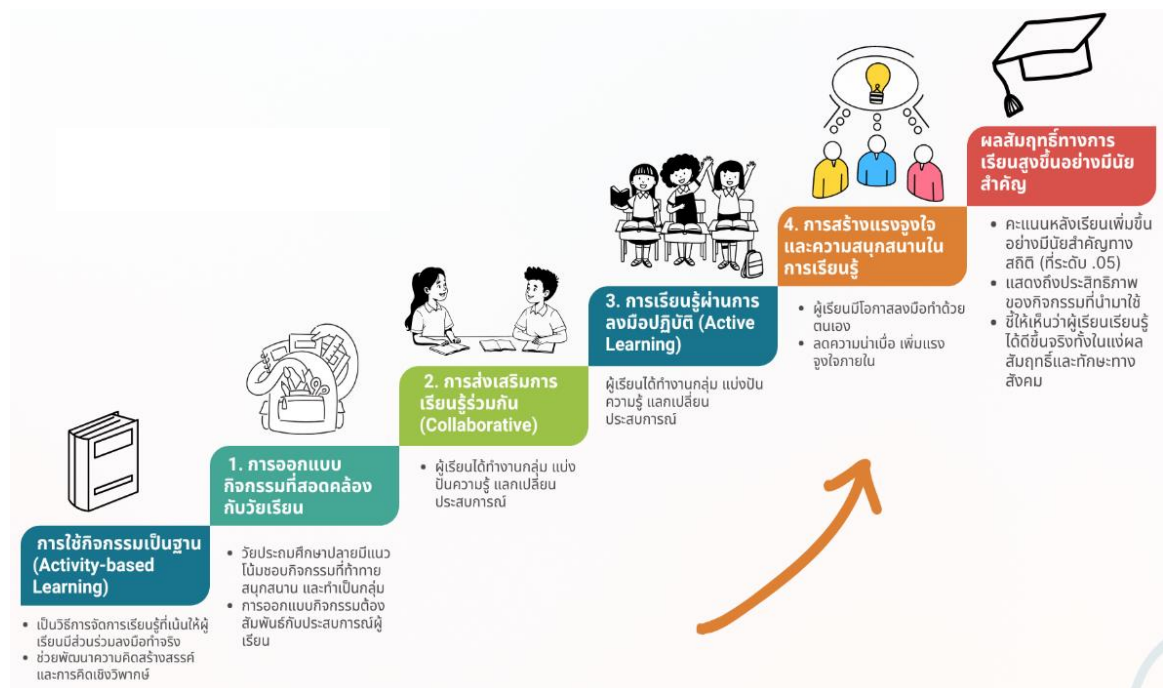 การใช้กิจกรรมเป็นฐาน
(Activity-based
Learning)
• เป็นวิธีการจัดการเรียนรู้ที่เน้นให้ผู้
เรียนมีส่วนร่วมลงมือทำจริง
• ช่วยพัฒนาความคิดสร้างสรรค์
และการคิดเชิงวิพากษ์
1. การออกแบบ
กิจกรรมที่สอดคล้อง
กับวัยเรียน
• วัยประถมศึกษาปลายมีแนว
โน้มชอบกิจกรรมที่ท้าทาย
สนุกสนาน และทำเป็นกลุ่ม
• การออกแบบกิจกรรมต้อง
สัมพันธ์กับประสบการณ์ผู้
เรียน
2. การส่งเสริมการ
เรียนรู้ร่วมกัน
(Collaborative)
• ผู้เรียนได้ทำงานกลุ่ม แบ่ง
ปันความรู้ แลกเปลี่ยน
ประสบการณ์
3. การเรียนรู้ผ่านการ
ลงมือปฏิบัติ (Active
Learning)
ผู้เรียนได้ทำงานกลุ่ม แบ่งปัน
ความรู้ แลกเปลี่ยน
ประสบการณ์
4. การสร้างแรงจูงใจ
และความสนุกสนานใน
การเรียนรู้
• ผู้เรียนมีโอกาสลงมือทำด้วย
ตนเอง
• ลดความน่าเบื่อ เพิ่มแรง
จูงใจภายใน
ผลสัมฤทธิ์ทางการ
เรียนสูงขึ้นอย่างมีนัย
สำคัญ
• คะแนนหลังเรียนเพิ่มขึ้น
อย่างมีนัยสำคัญทาง
สถิติ (ที่ระดับ .05)
• แสดงถึงประสิทธิภาพ
ของกิจกรรมที่นำมาใช้
• ชี้ให้เห็นว่าผู้เรียนเรียนรู้
ได้ดีขึ้นจริงทั้งในแง่ผล
สัมฤทธิ์และทักษะทาง
สังคม